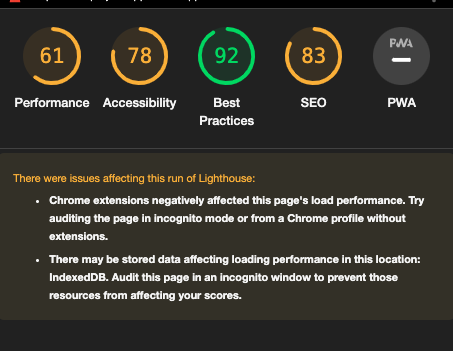 61 78 92 83 PWA
Performance Accessibility Best Practices SEO PWA
There were issues affecting this run of Lighthouse:
• Chrome extensions negatively affected this page's load performance. Try
auditing the page in incognito mode or from a Chrome profile without
extensions.
• There may be stored data affecting loading performance in this location:
IndexedDB. Audit this page in an incognito window to prevent those
resources from affecting your scores.